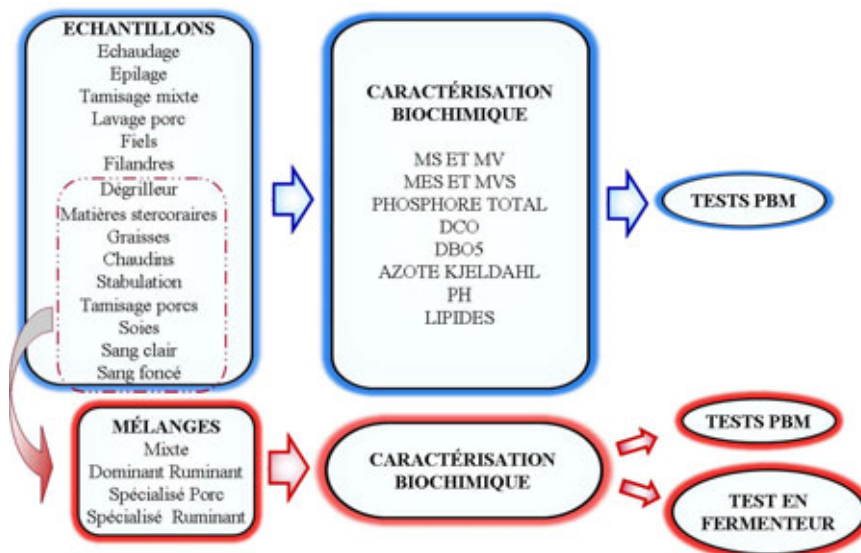 ECHANTILLONS
Echaudage
Epilage
Tamisage mixte
Lavage porc
Fiels
Filandres
Dégrilleur
Matières stercoraires
Graisses
Chaudins
Stabulation
Tamisage porcs
Soies
Sang clair
Sang foncé
CARACTÉRISATION
BIOCHIMIQUE
MS ET MV
MES ET MVS
PHOSPHORE TOTAL
DCO
DBO5
AZOTE KJELDAHL
PH
LIPIDES
TESTS PBM
MÉLANGES
Mixte
Dominant Ruminant
Spécialisé Porc
Spécialisé Ruminant
CARACTÉRISATION
BIOCHIMIQUE
TESTS PBM
TEST EN
FERMENTEUR